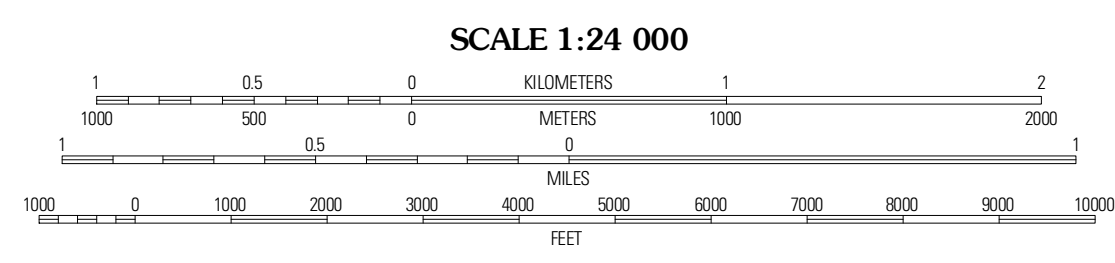 SCALE 1:24 000
1 0.5 0 KILOMETERS 1 2
1000 500 0 METERS 1000 2000
1 0.5 0 1
MILES
1000 0 1000 2000 3000 4000 5000 6000 7000 8000 9000 10000
FEET